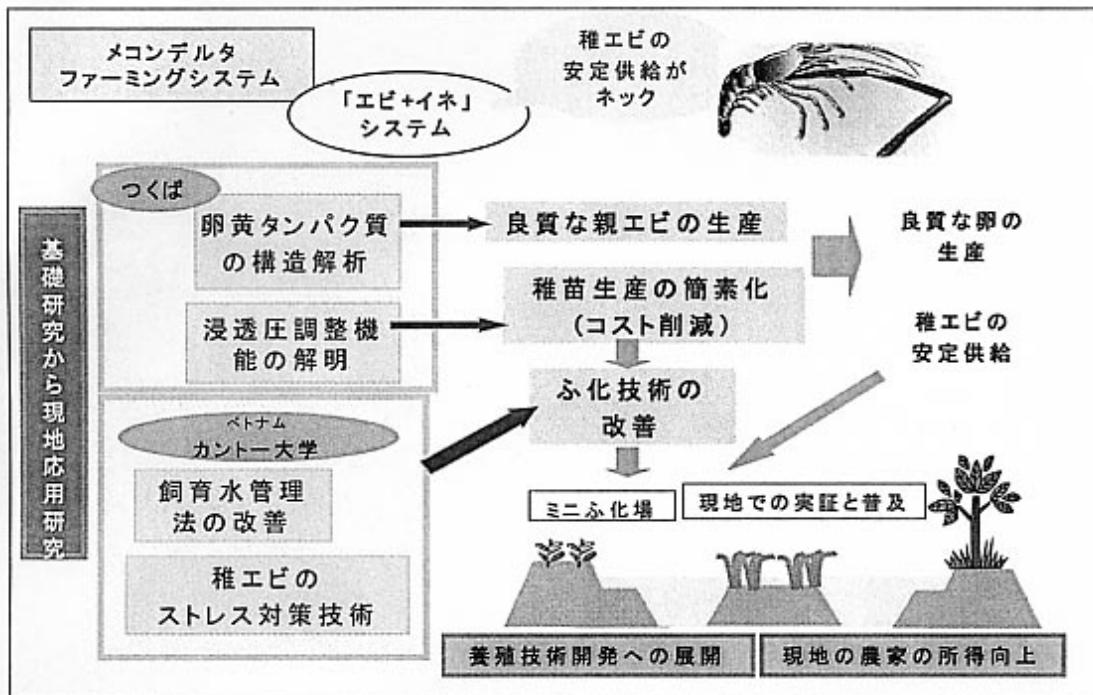 メコンデルタ
ファーミングシステム
「エビ+イネ」
システム
稚エビの
安定供給が
ネック
基礎研究から現地応用研究
つくば
卵黄タンパク質
の構造解析
浸透圧調整機
能の解明
良質な親エビの生産
稚苗生産の簡素化
(コスト削減)
ふ化技術の
改善
良質な卵の
生産
稚エビの
安定供給
ベトナム
カントー大学
飼育水管理
法の改善
稚エビの
ストレス対策技術
ミニふ化場
現地での実証と普及
養殖技術開発への展開
現地の農家の所得向上